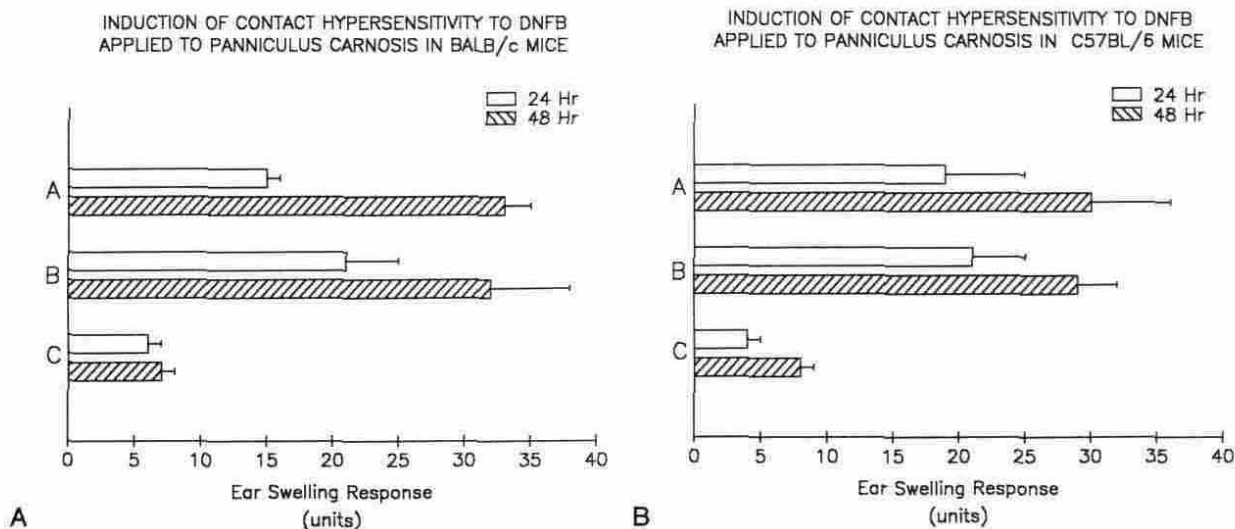 INDUCTION OF CONTACT HYPERSENSITIVITY TO DNFB
APPLIED TO PANNICULUS CARNOSIS IN BALB/c MICE
24 Hr
48 Hr
A
B
C
0 5 10 15 20 25 30 35 40
Ear Swelling Response
(units)
A
INDUCTION OF CONTACT HYPERSENSITIVITY TO DNFB
APPLIED TO PANNICULUS CARNOSIS IN C57BL/6 MICE
24 Hr
48 Hr
A
B
C
0 5 10 15 20 25 30 35 40
Ear Swelling Response
(units)
B